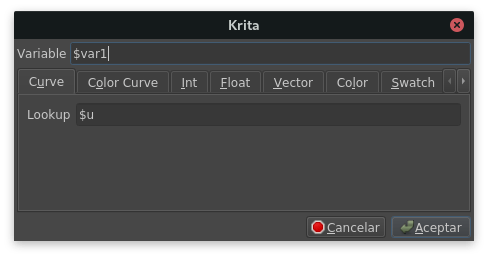 Krita
Variable $var1
Curve Color Curve Int Float Vector Color Swatch
Lookup $u
Cancelar Aceptar